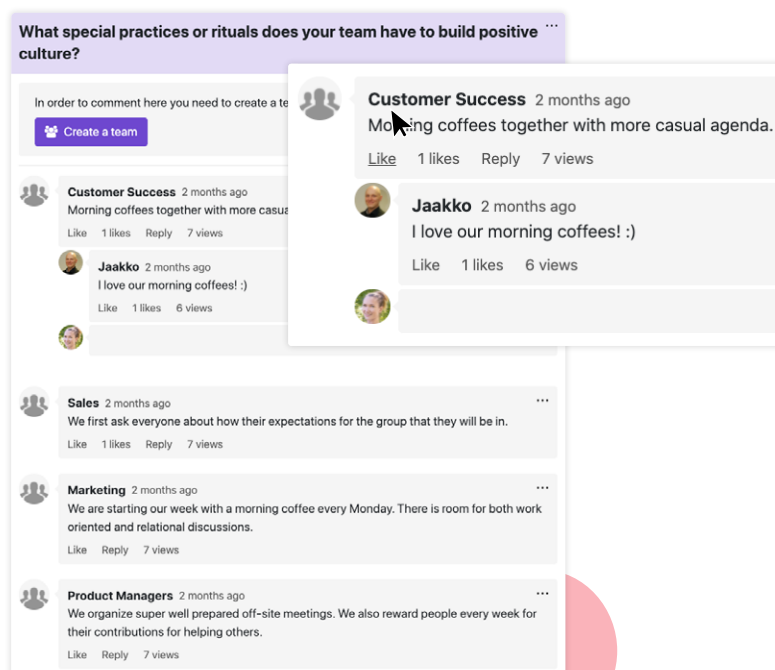 What special practices or rituals does your team have to build positive
culture?
In order to comment here you need to create a te
Create a team
Customer Success 2 months ago
Morning coffees together with more casua
Like 1 likes Reply 7 views
Jaakko 2 months ago
I love our morning coffees! :)
Like 1 likes 6 views
Customer Success 2 months ago
Morning coffees together with more casual agenda.
Like 1 likes Reply 7 views
Jaakko 2 months ago
I love our morning coffees! :)
Like 1 likes 6 views
Sales 2 months ago
We first ask everyone about how their expectations for the group that they will be in.
Like 1 likes Reply 7 views
Marketing 2 months ago
We are starting our week with a morning coffee every Monday. There is room for both work
oriented and relational discussions.
Like Reply 7 views
Product Managers 2 months ago
We organize super well prepared off-site meetings. We also reward people every week for
their contributions for helping others.
Like Reply 7 views